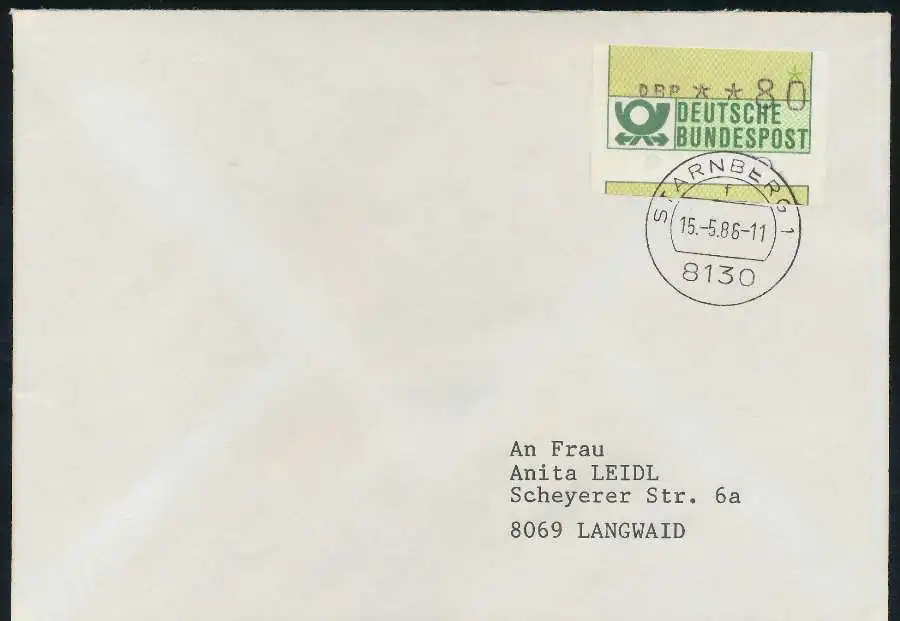 DBP ** 80
DEUTSCHE
BUNDESPOST
STARNBERG 1
f
15.-5.86-11
8130
An Frau
Anita LEIDL
Scheyerer Str. 6a
8069 LANGWAID